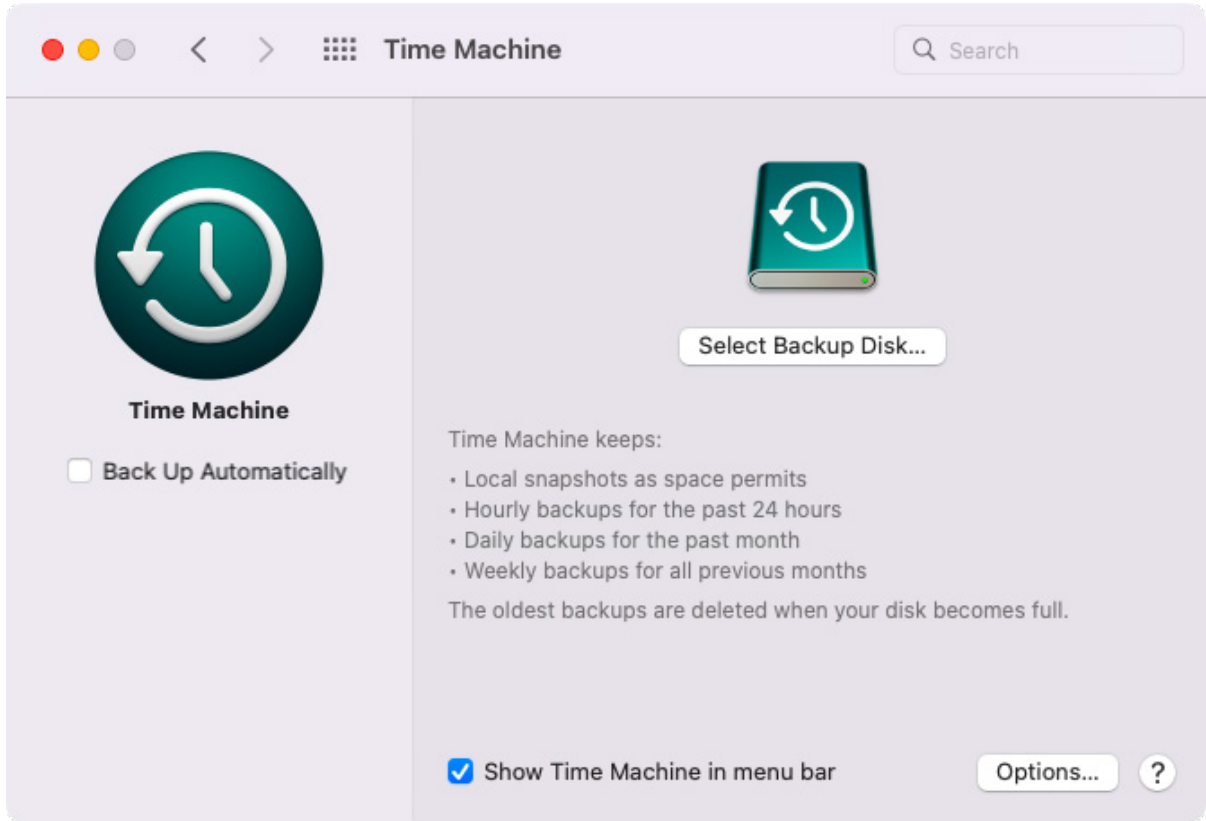 Time Machine
Search
Time Machine
Back Up Automatically
Select Backup Disk...
Time Machine keeps:
• Local snapshots as space permits
• Hourly backups for the past 24 hours
• Daily backups for the past month
• Weekly backups for all previous months
The oldest backups are deleted when your disk becomes full.
Show Time Machine in menu bar
Options...
?